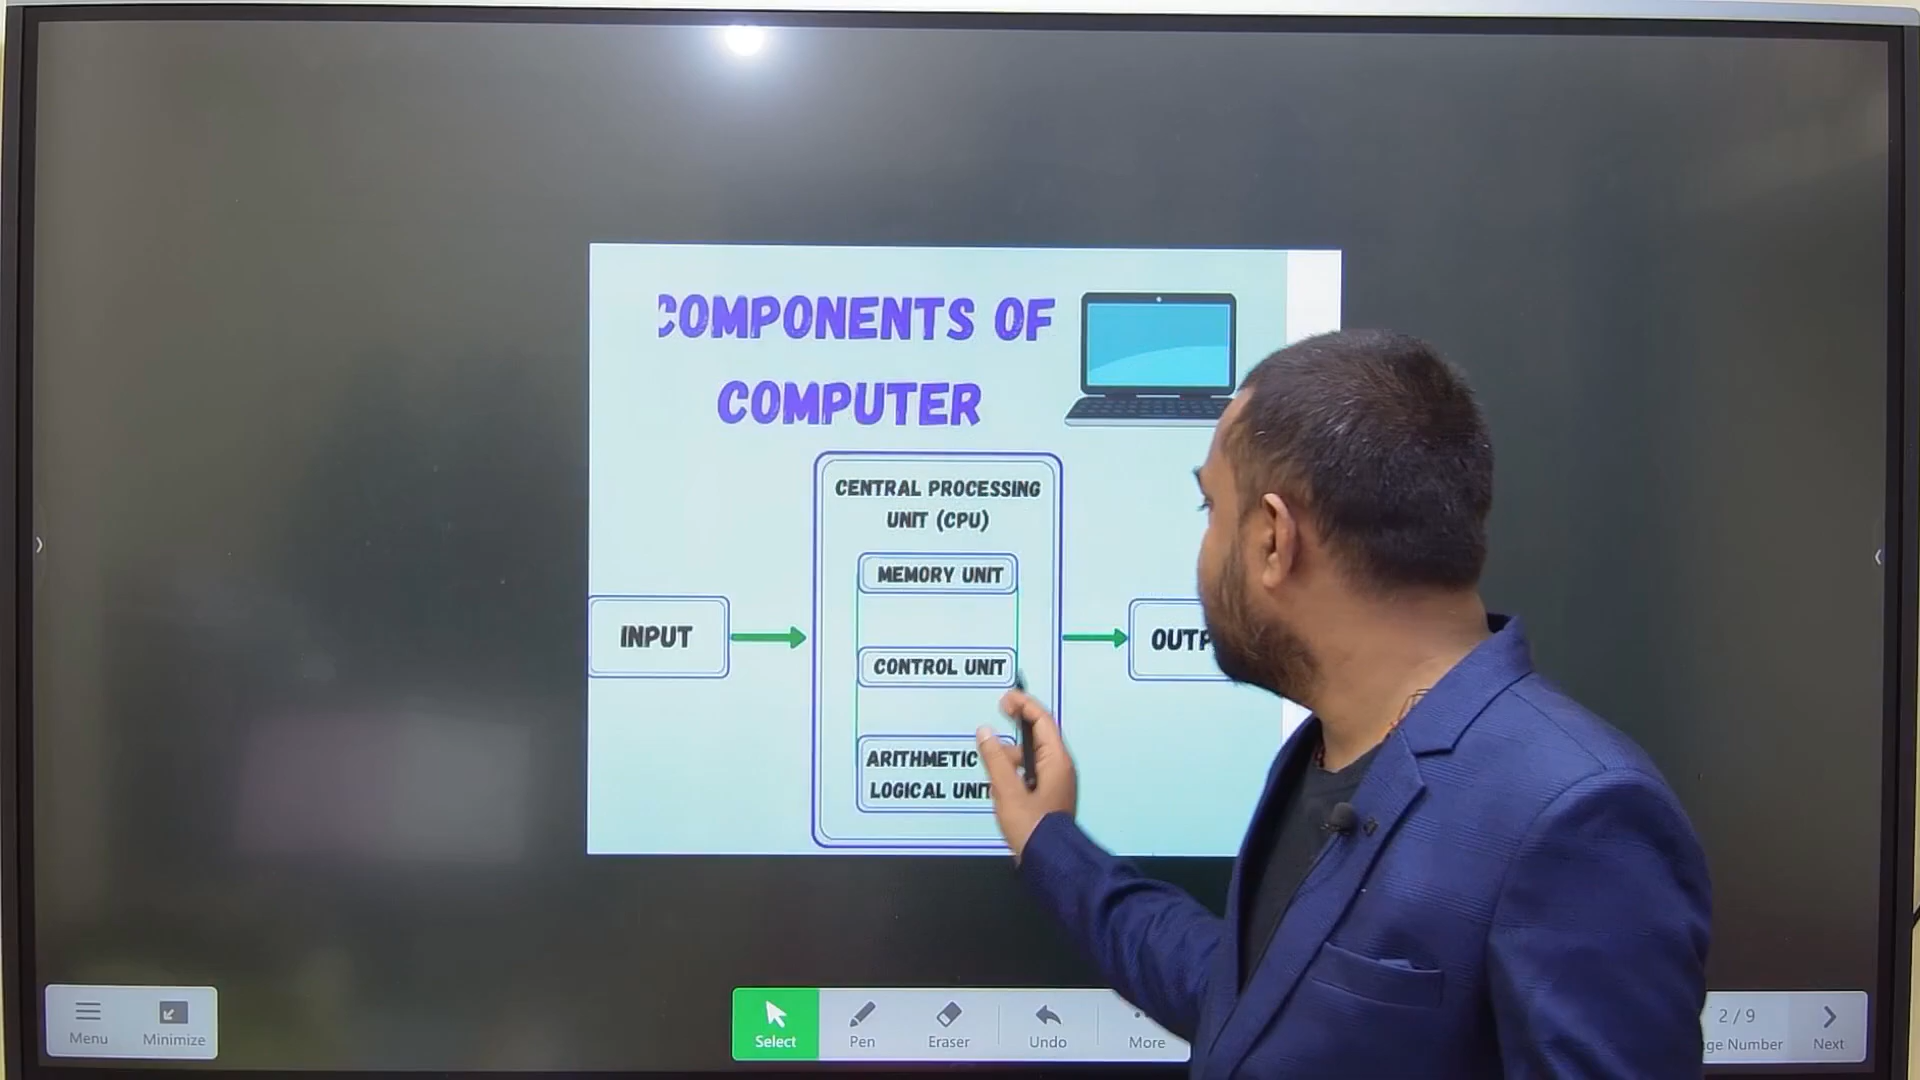 COMPONENTS OF
COMPUTER
CENTRAL PROCESSING
UNIT (CPU)
MEMORY UNIT
INPUT
CONTROL UNIT
ARITHMETIC
LOGICAL UNIT
Menu
Minimize
Select
Pen
Eraser
Undo
More
2 / 9
Number
Next